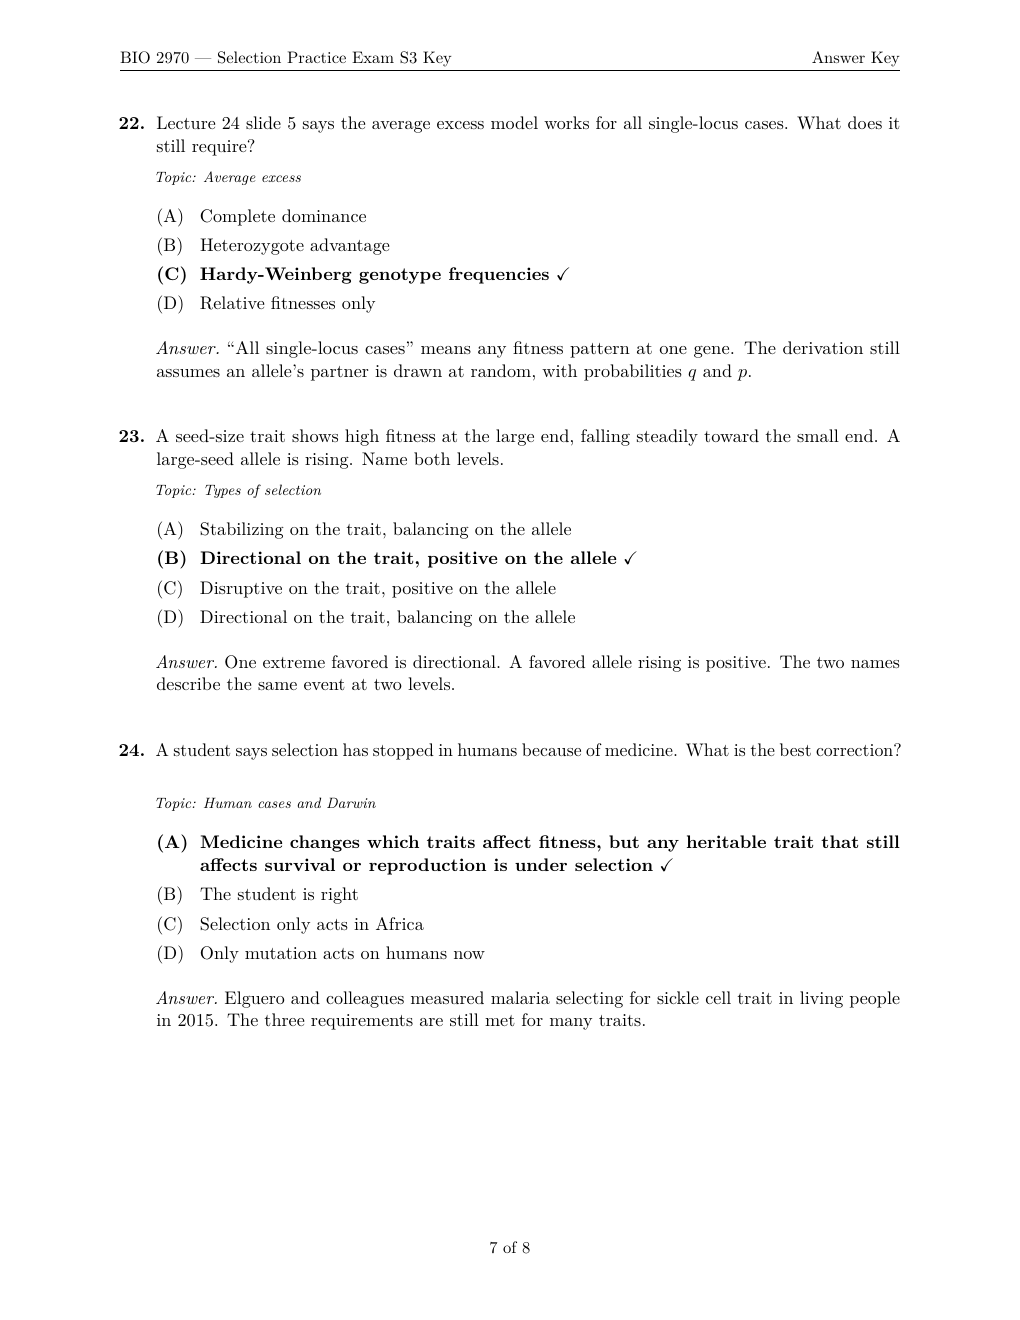 BIO 2970 — Selection Practice Exam S3 Key Answer Key
22. Lecture 24 slide 5 says the average excess model works for all single-locus cases. What does it
still require?
Topic: Average excess
(A) Complete dominance
(B) Heterozygote advantage
(C) Hardy-Weinberg genotype frequencies ✓
(D) Relative fitnesses only
Answer. “All single-locus cases” means any fitness pattern at one gene. The derivation still
assumes an allele’s partner is drawn at random, with probabilities q and p.
23. A seed-size trait shows high fitness at the large end, falling steadily toward the small end. A
large-seed allele is rising. Name both levels.
Topic: Types of selection
(A) Stabilizing on the trait, balancing on the allele
(B) Directional on the trait, positive on the allele ✓
(C) Disruptive on the trait, positive on the allele
(D) Directional on the trait, balancing on the allele
Answer. One extreme favored is directional. A favored allele rising is positive. The two names
describe the same event at two levels.
24. A student says selection has stopped in humans because of medicine. What is the best correction?
Topic: Human cases and Darwin
(A) Medicine changes which traits affect fitness, but any heritable trait that still
affects survival or reproduction is under selection ✓
(B) The student is right
(C) Selection only acts in Africa
(D) Only mutation acts on humans now
Answer. Elguero and colleagues measured malaria selecting for sickle cell trait in living people
in 2015. The three requirements are still met for many traits.
7 of 8